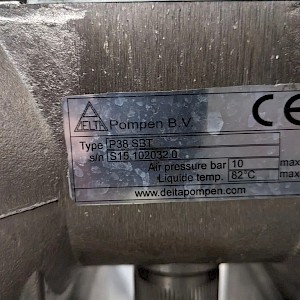 DELTA Pompen B.V. CE
Type P38 SBT
s/n S15.102032.0
Air pressure bar 10 max
Liquide temp. 82°C max
www.deltapompen.com